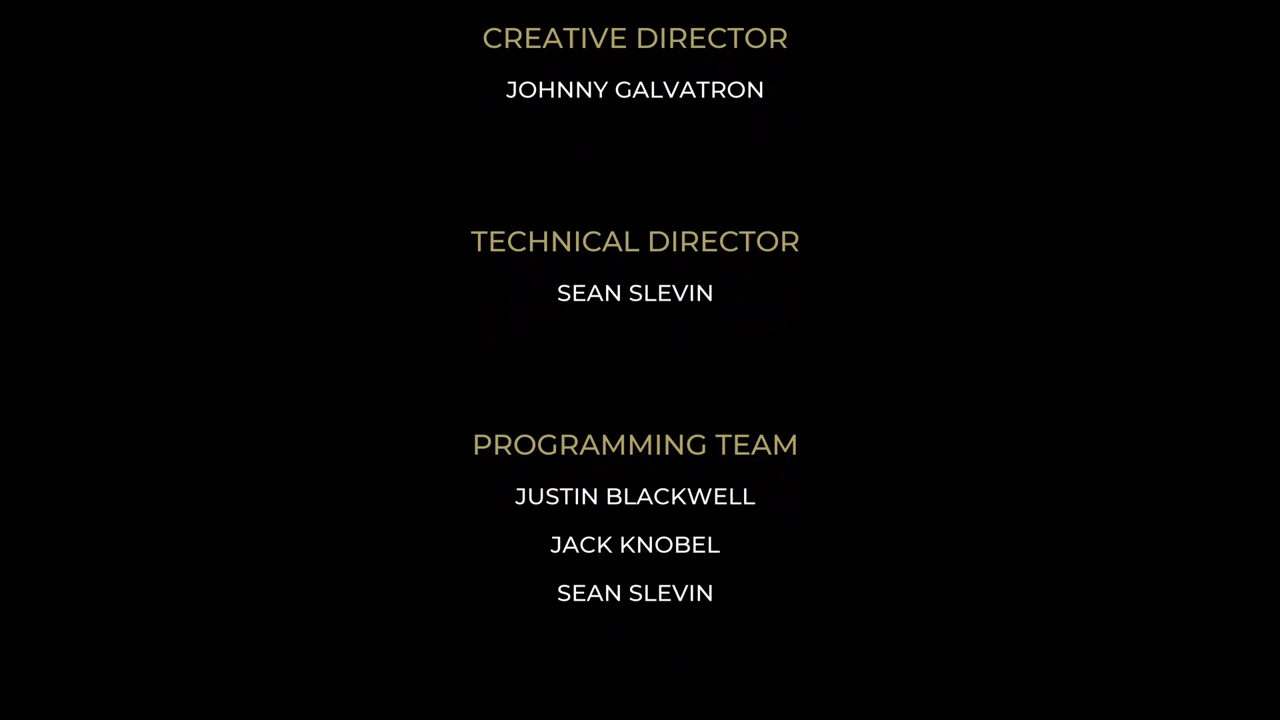 CREATIVE DIRECTOR
JOHNNY GALVATRON
TECHNICAL DIRECTOR
SEAN SLEVIN
PROGRAMMING TEAM
JUSTIN BLACKWELL
JACK KNOBEL
SEAN SLEVIN